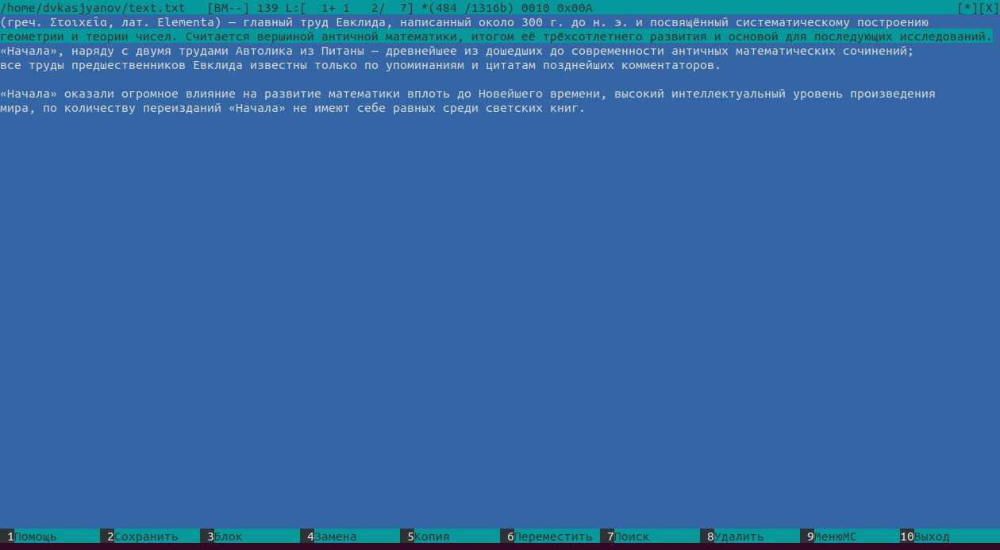 /home/dvkasjyanov/text.txt   [BM--] 139 L:[  1+ 1   2/  7] *(484 /1316b) 0010 0x00A [*][X]
(греч. Στοιχεῖα, лат. Elementa) — главный труд Евклида, написанный около 300 г. до н. э. и посвящённый систематическому построению
геометрии и теории чисел. Считается вершиной античной математики, итогом её трёхсотлетнего развития и основой для последующих исследований.
«Начала», наряду с двумя трудами Автолика из Питаны — древнейшее из дошедших до современности античных математических сочинений;
все труды предшественников Евклида известны только по упоминаниям и цитатам позднейших комментаторов.
«Начала» оказали огромное влияние на развитие математики вплоть до Новейшего времени, высокий интеллектуальный уровень произведения
мира, по количеству переизданий «Начала» не имеют себе равных среди светских книг.
1Помощь 2Сохранить 3Блок 4Замена 5Копия 6Переместить 7Поиск 8Удалить 9МенюMC 10Выход